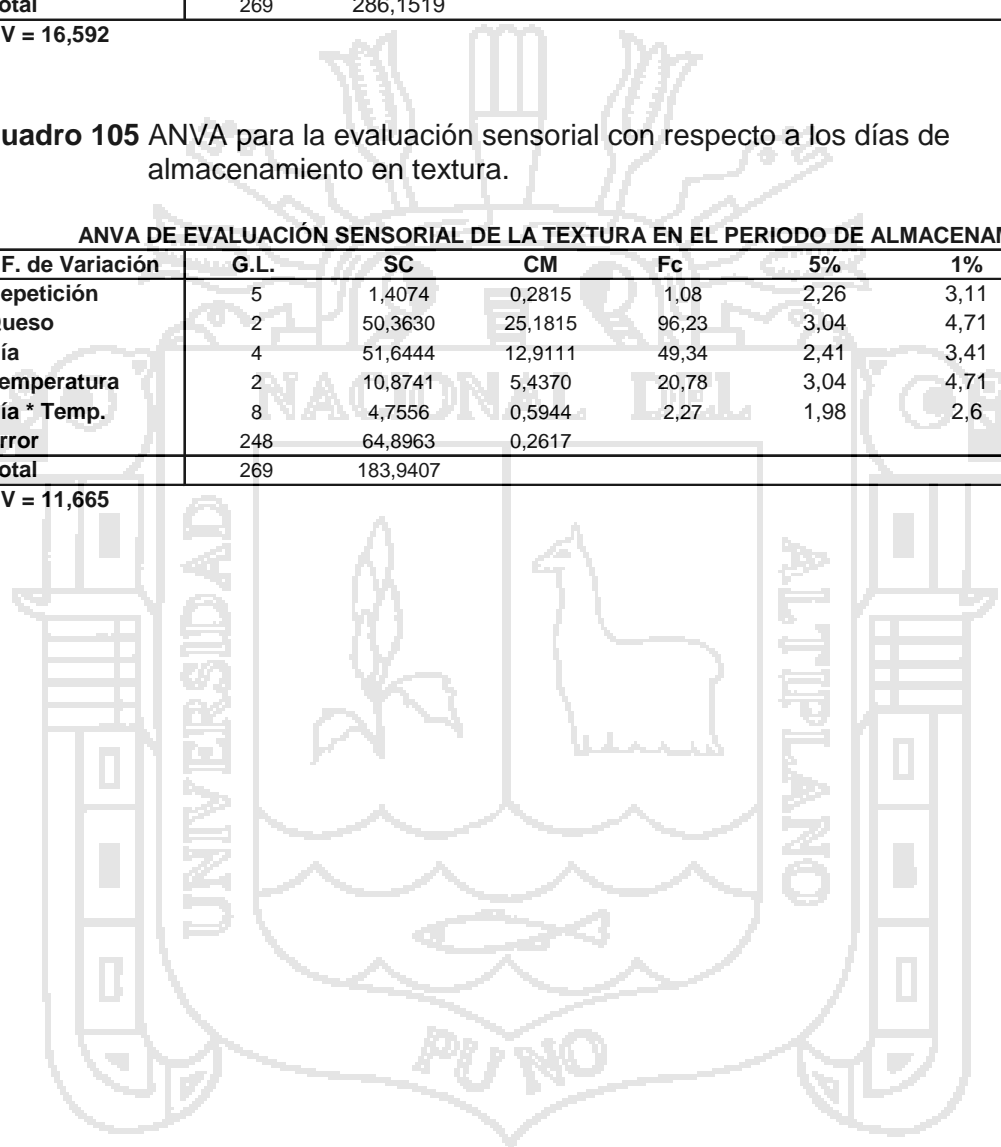 otal 269 286,1519
V = 16,592
uadro 105 ANVA para la evaluación sensorial con respecto a los días de
almacenamiento en textura.
ANVA DE EVALUACIÓN SENSORIAL DE LA TEXTURA EN EL PERIODO DE ALMACENAM
F. de Variación G.L. SC CM Fc 5% 1%
epetición 5 1,4074 0,2815 1,08 2,26 3,11
ueso 2 50,3630 25,1815 96,23 3,04 4,71
ía 4 51,6444 12,9111 49,34 2,41 3,41
emperatura 2 10,8741 5,4370 20,78 3,04 4,71
ía * Temp. 8 4,7556 0,5944 2,27 1,98 2,6
rror 248 64,8963 0,2617
otal 269 183,9407
V = 11,665
NACIONAL DEL
UNIVERSIDAD
ALTIPLANO
PUNO